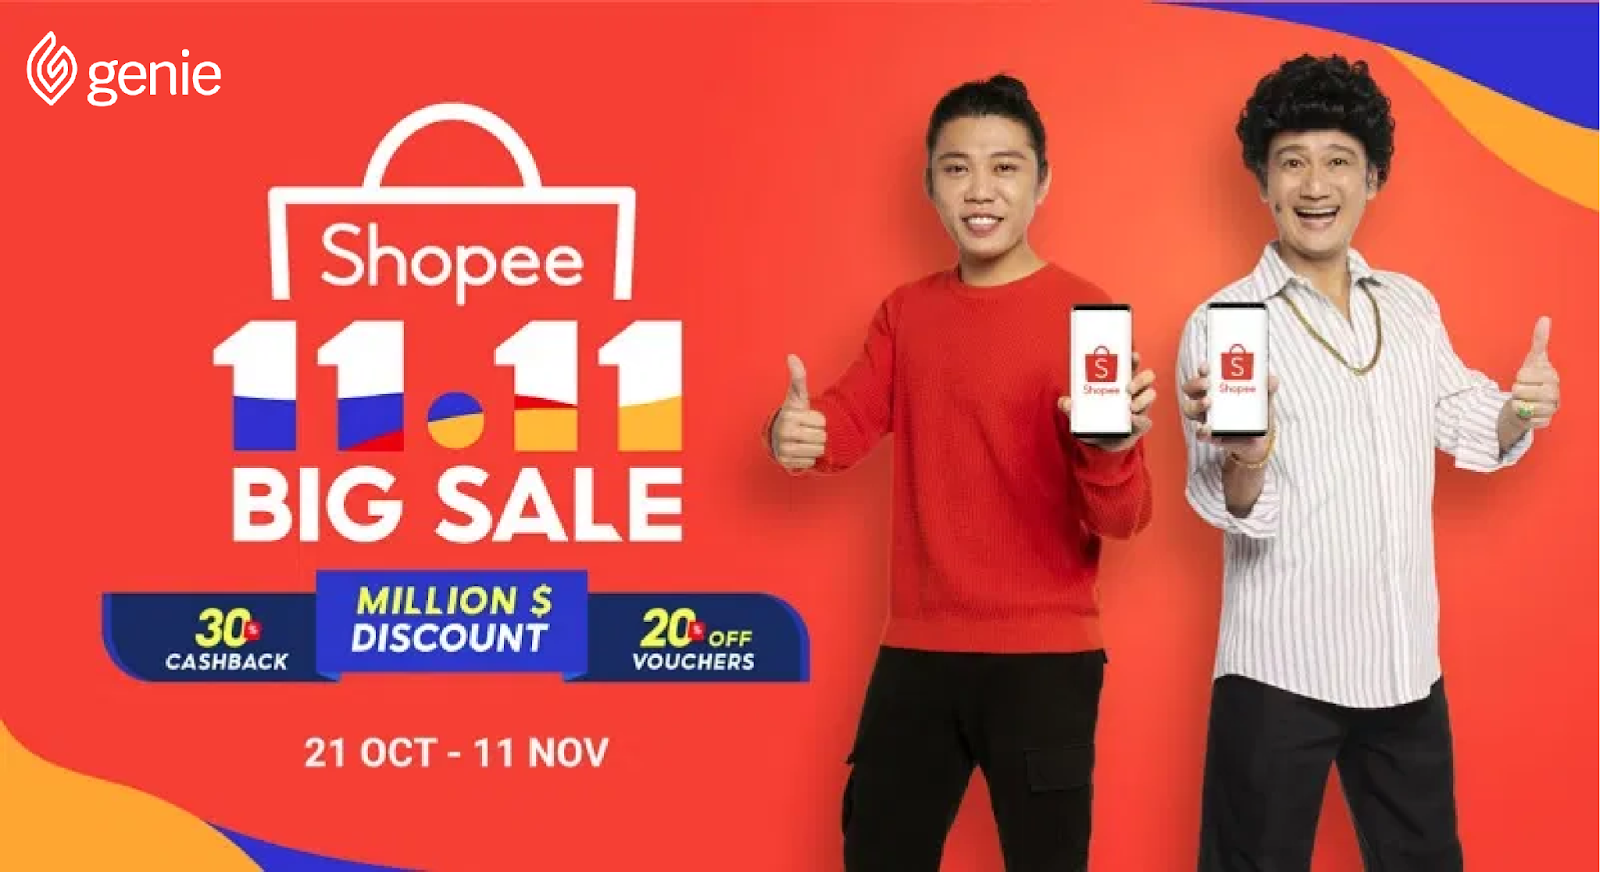 genie
Shopee
11.11
BIG SALE
30%
CASHBACK
MILLION $
DISCOUNT
20% OFF
VOUCHERS
21 OCT - 11 NOV
S
Shopee
S
Shopee